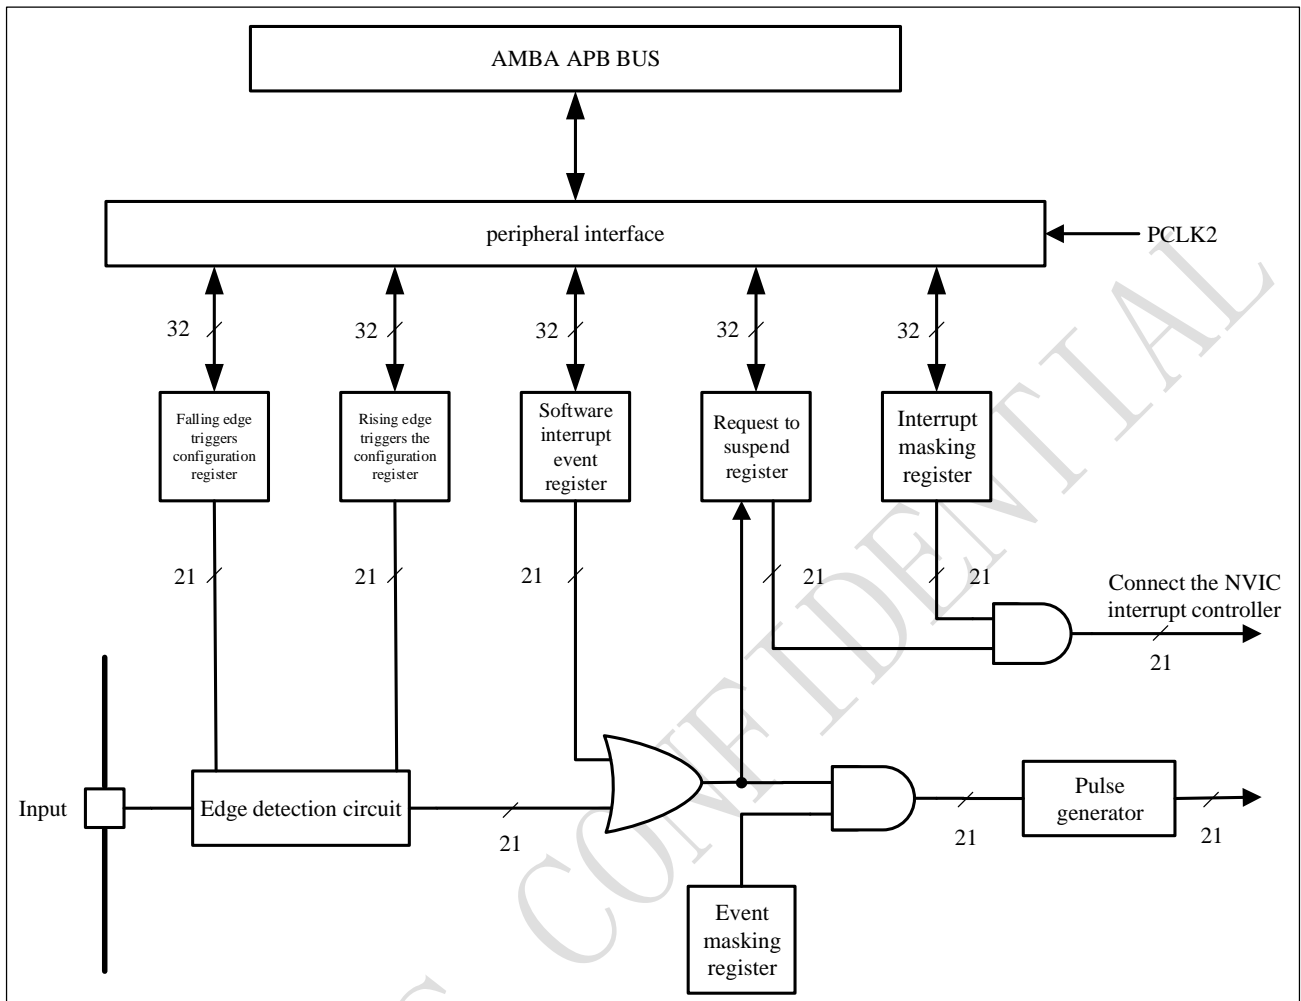 AMBA APB BUS
peripheral interface
PCLK2
32
32
32
32
32
Falling edge
triggers
configuration
register
Rising edge
triggers the
configuration
register
Software
interrupt
event
register
Request to
suspend
register
Interrupt
masking
register
21
21
21
21
21
Connect the NVIC
interrupt controller
21
Input
Edge detection circuit
21
21
Pulse
generator
21
Event
masking
register
CONFIDENTIAL